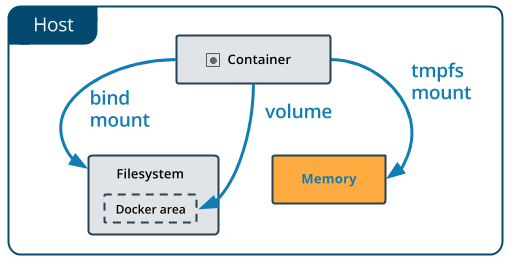 Host
Container
bind
mount
volume
tmpfs
mount
Filesystem
Docker area
Memory